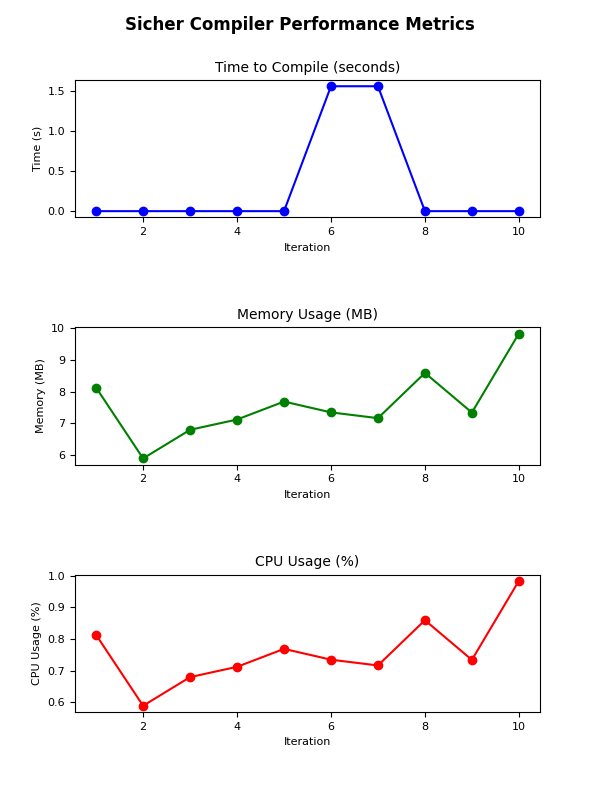 Sicher Compiler Performance Metrics
Time to Compile (seconds)
1.5
1.0
0.5
0.0
Time (s)
2 4 6 8 10
Iteration
Memory Usage (MB)
10
9
8
7
6
Memory (MB)
2 4 6 8 10
Iteration
CPU Usage (%)
1.0
0.9
0.8
0.7
0.6
CPU Usage (%)
2 4 6 8 10
Iteration